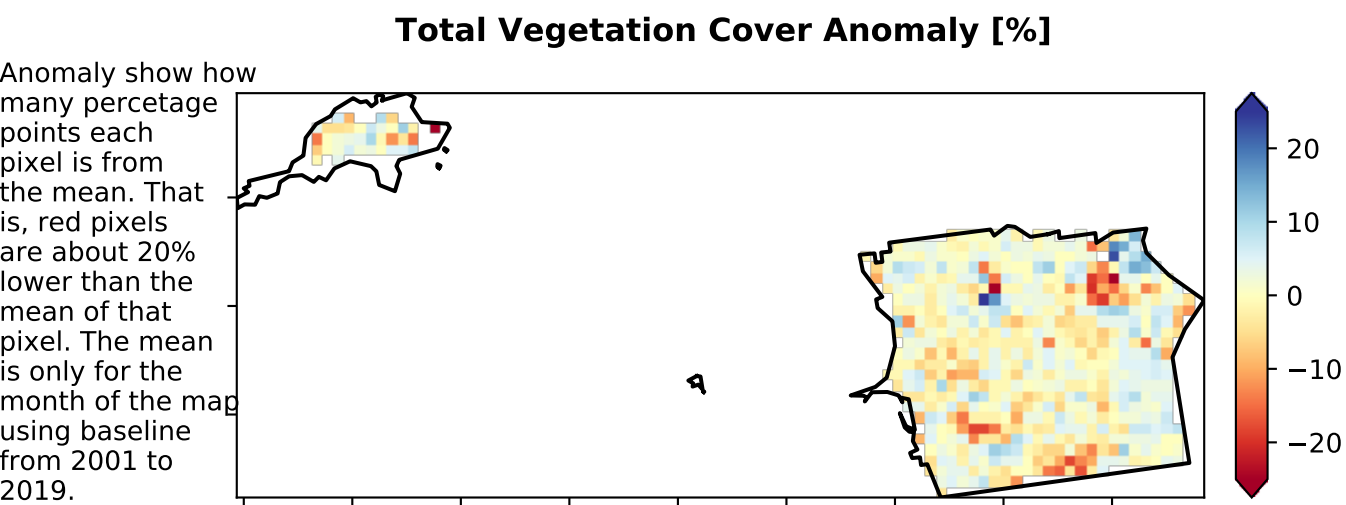 Total Vegetation Cover Anomaly [%]
Anomaly show how
many percetage
points each
pixel is from
the mean. That
is, red pixels
are about 20%
lower than the
mean of that
pixel. The mean
is only for the
month of the map
using baseline
from 2001 to
2019.
20
10
0
−10
−20